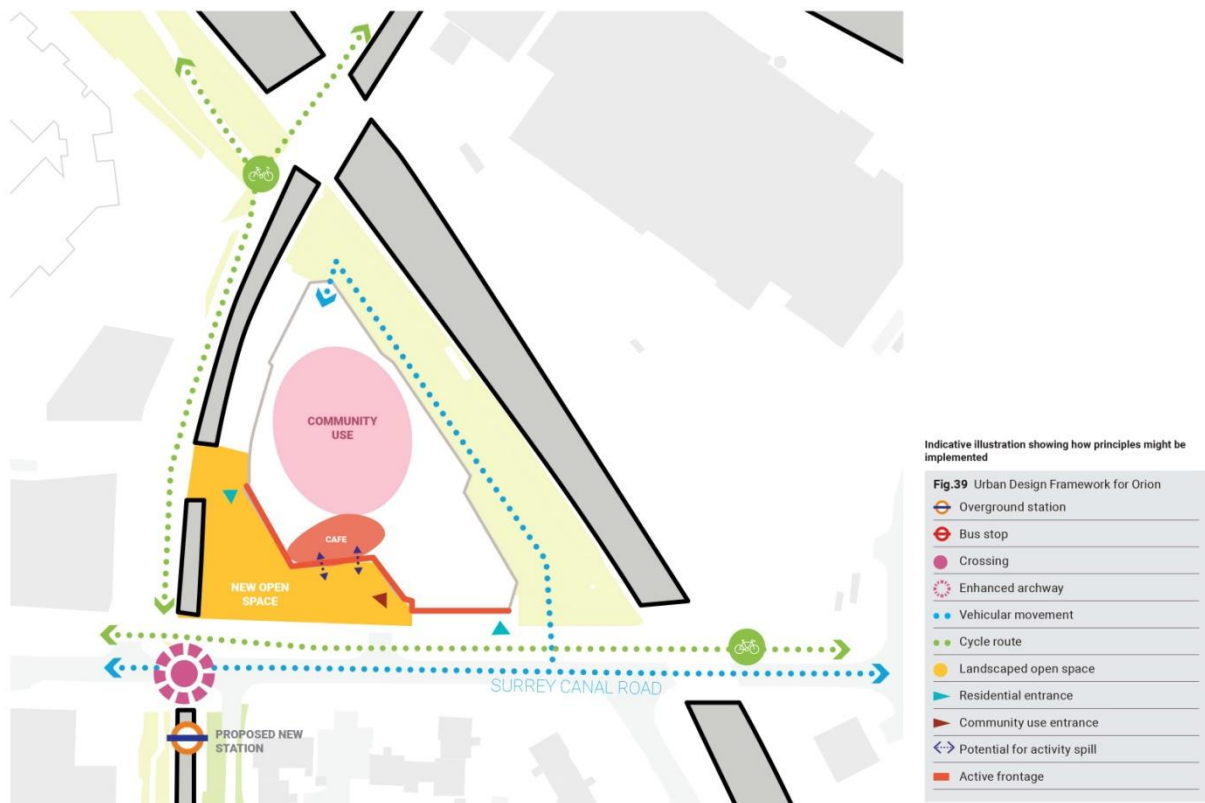 COMMUNITY
USE
CAFE
NEW OPEN
SPACE
SURREY CANAL ROAD
PROPOSED NEW
STATION
Indicative illustration showing how principles might be
implemented
Fig.39 Urban Design Framework for Orion
Overground station
Bus stop
Crossing
Enhanced archway
Vehicular movement
Cycle route
Landscaped open space
Residential entrance
Community use entrance
Potential for activity spill
Active frontage